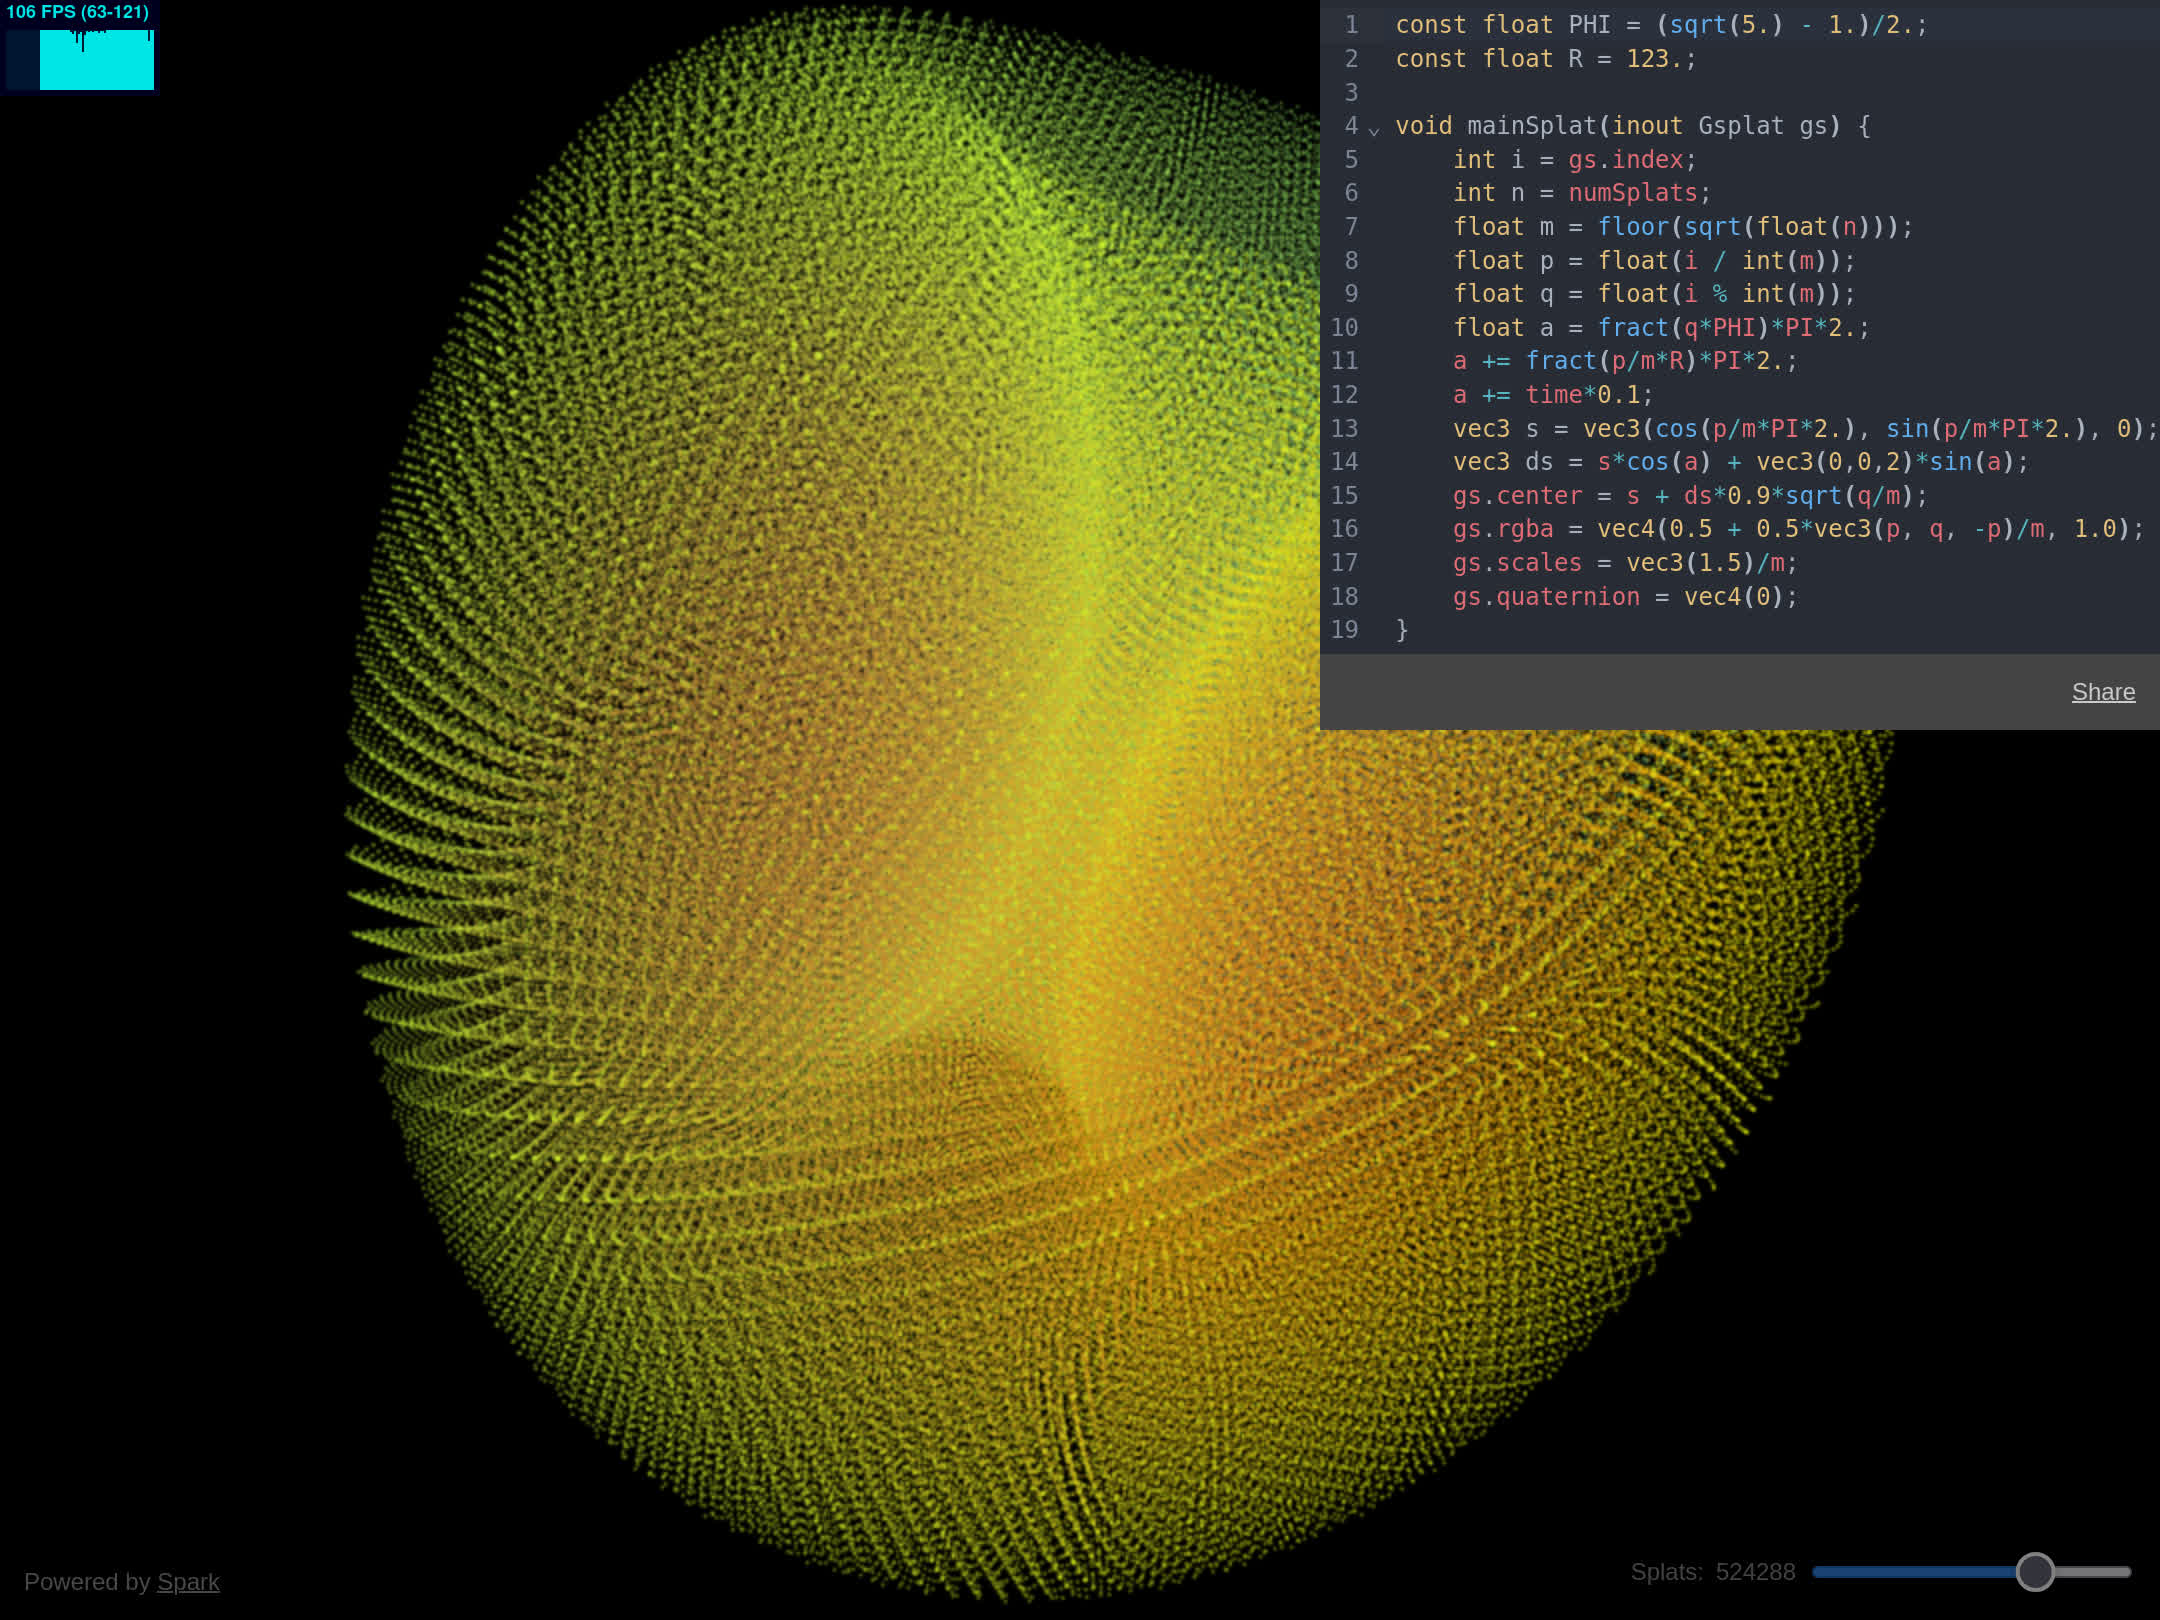 106 FPS (63-121)
1 const float PHI = (sqrt(5.) - 1.)/2.;
2 const float R = 123.;
3
4 void mainSplat(inout Gsplat gs) {
5     int i = gs.index;
6     int n = numSplats;
7     float m = floor(sqrt(float(n)));
8     float p = float(i / int(m));
9     float q = float(i % int(m));
10     float a = fract(q*PHI)*PI*2.;
11     a += fract(p/m*R)*PI*2.;
12     a += time*0.1;
13     vec3 s = vec3(cos(p/m*PI*2.), sin(p/m*PI*2.), 0);
14     vec3 ds = s*cos(a) + vec3(0,0,2)*sin(a);
15     gs.center = s + ds*0.9*sqrt(q/m);
16     gs.rgba = vec4(0.5 + 0.5*vec3(p, q, -p)/m, 1.0);
17     gs.scales = vec3(1.5)/m;
18     gs.quaternion = vec4(0);
19 }
Share
Powered by Spark
Splats: 524288